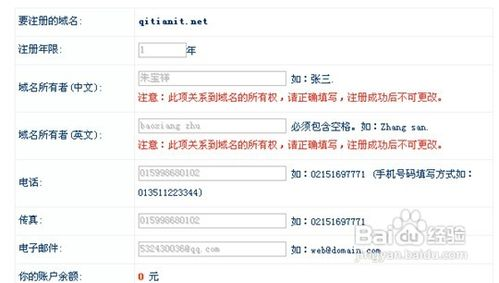 要注册的域名: qitianit.net
注册年限: 1 年
域名所有者(中文): 朱宝祥 如：张三.
注意：此项关系到域名的所有权，请正确填写，注册成功后不可更改。
域名所有者(英文): baoxiang zhu 必须包含空格。如：Zhang san.
注意：此项关系到域名的所有权，请正确填写，注册成功后不可更改。
电话: 015998680102 如：02151697771 (手机号码填写方式如：
013511223344)
传真: 015998680102 如：02151697771
电子邮件: 532430036@qq.com 如：web@domain.com
你的账户余额: 0 元
Baidu 经验
jingyan.baidu.com